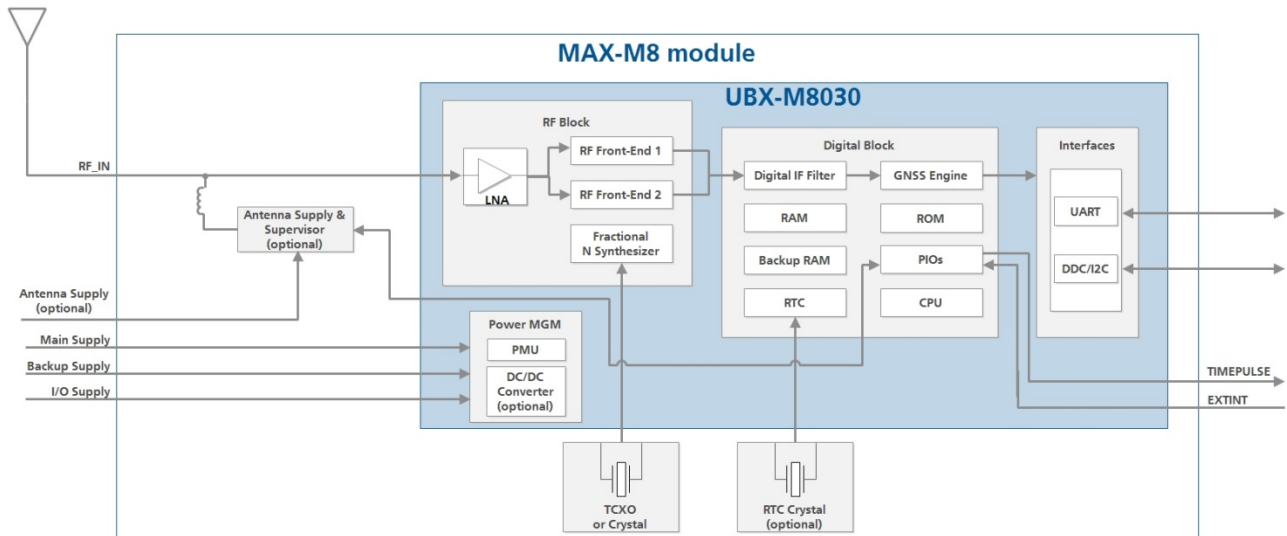 MAX-M8 module
UBX-M8030
RF Block
RF_IN
LNA
RF Front-End 1
RF Front-End 2
Fractional
N Synthesizer
Digital Block
Digital IF Filter
GNSS Engine
RAM
ROM
Backup RAM
PIOs
RTC
CPU
Interfaces
UART
DDC/I2C
Antenna Supply &
Supervisor
(optional)
Antenna Supply
(optional)
Main Supply
Backup Supply
I/O Supply
Power MGM
PMU
DC/DC
Converter
(optional)
TIMEPULSE
EXTINT
TCXO
or Crystal
RTC Crystal
(optional)